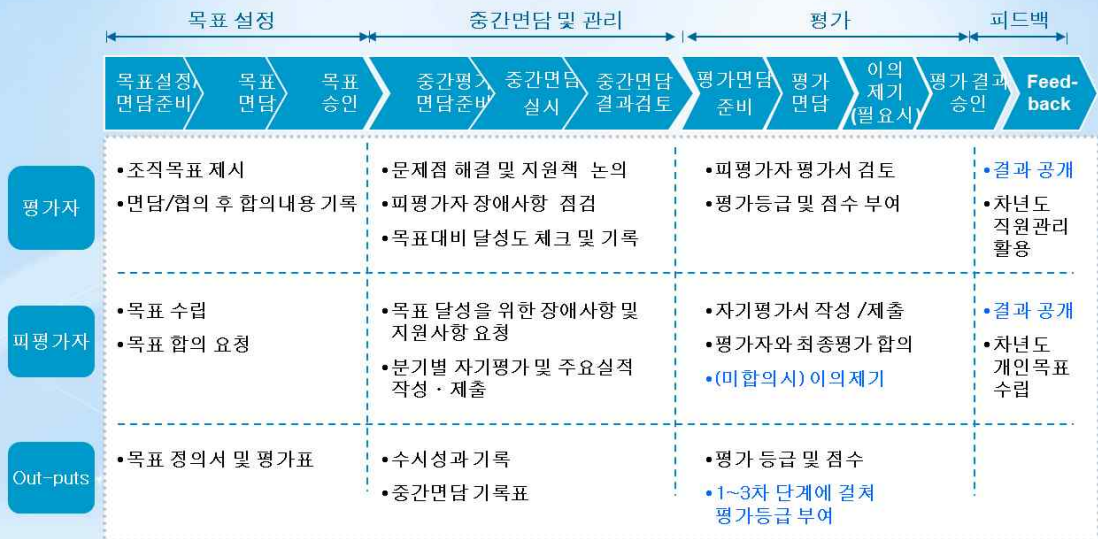 목표 설정
중간면담 및 관리
평가
피드백
목표설정/
면담준비
목표
면담
목표
승인
중간평가
면담준비
중간면담
실시
중간면담
결과검토
평가면담
준비
평가
면담
이의
제기
(필요시)
평가 결과
승인
Feed-
back
평가자
•조직목표 제시
•면담/협의 후 합의내용 기록
•문제점 해결 및 지원책 논의
•피평가자 장애사항 점검
•목표대비 달성도 체크 및 기록
•피평가자 평가서 검토
•평가등급 및 점수 부여
•결과 공개
•차년도
직원관리
활용
피평가자
•목표 수립
•목표 합의 요청
•목표 달성을 위한 장애사항 및
지원사항 요청
•분기별 자기평가 및 주요실적
작성 · 제출
•자기평가서 작성 /제출
•평가자와 최종평가 합의
•(미합의시) 이의제기
•결과 공개
•차년도
개인목표
수립
Out-puts
•목표 정의서 및 평가표
•수시성과 기록
•중간면담 기록표
•평가 등급 및 점수
•1~3차 단계에 걸쳐
평가등급 부여